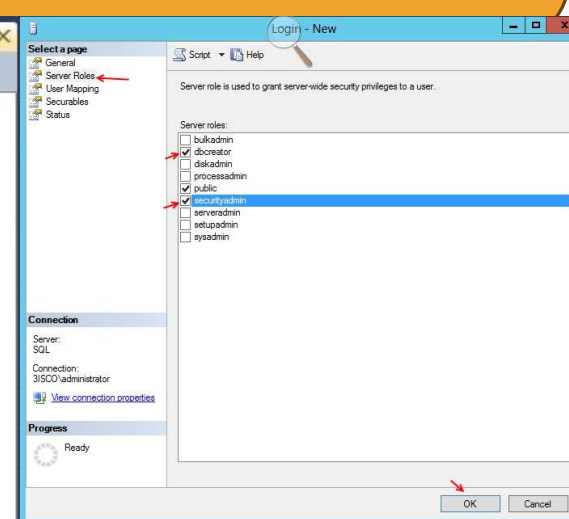 Login - New
Select a page
General
Server Roles
User Mapping
Securables
Status
Script
Help
Server role is used to grant server-wide security privileges to a user.
Server roles:
bulkadmin
dbcreator
diskadmin
processadmin
public
securityadmin
serveradmin
setupadmin
sysadmin
Connection
Server:
SQL
Connection:
3ISCO\administrator
View connection properties
Progress
Ready
OK
Cancel